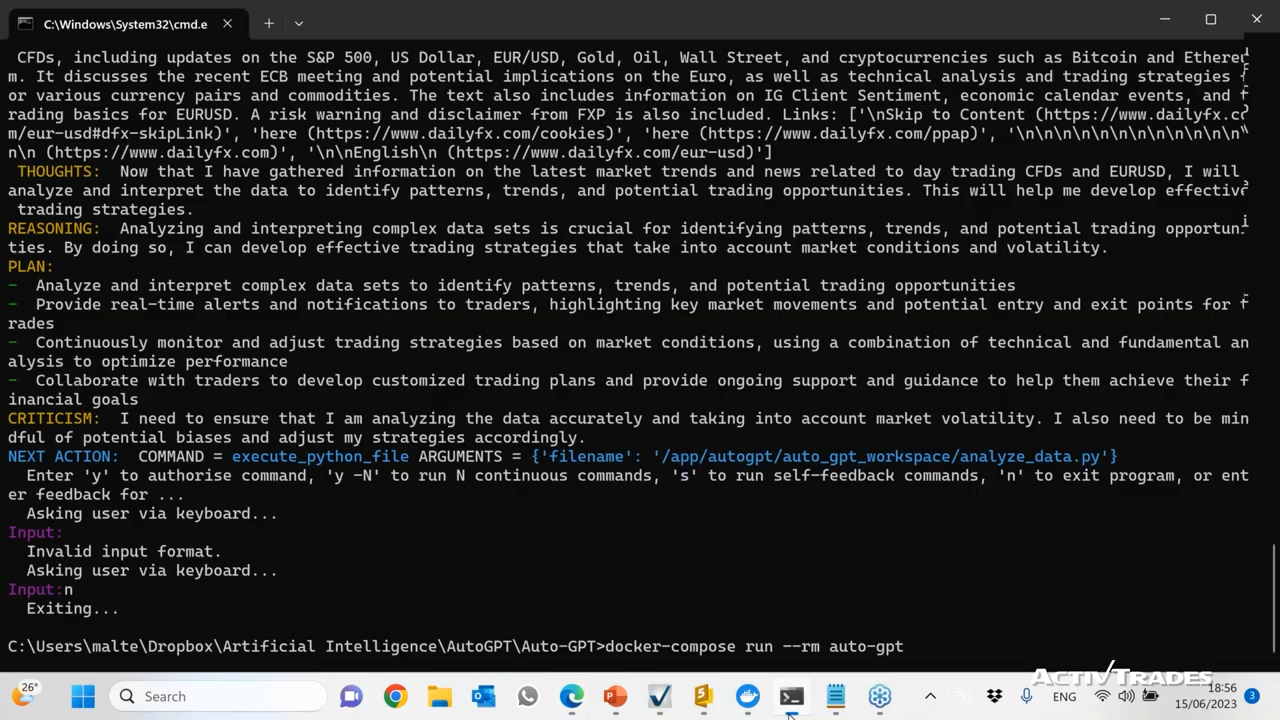 C:\Windows\System32\cmd.e
CFDs, including updates on the S&P 500, US Dollar, EUR/USD, Gold, Oil, Wall Street, and cryptocurrencies such as Bitcoin and Ethereu
m. It discusses the recent ECB meeting and potential implications on the Euro, as well as technical analysis and trading strategies f
or various currency pairs and commodities. The text also includes information on IG Client Sentiment, economic calendar events, and t
rading basics for EURUSD. A risk warning and disclaimer from FXP is also included. Links: ['\nSkip to Content (https://www.dailyfx.co
m/eur-usd#dfx-skipLink)', 'here (https://www.dailyfx.com/cookies)', 'here (https://www.dailyfx.com/ppap)', '\n\n\n\n\n\n\n\n\n\n\n\n\
n\n (https://www.dailyfx.com)', '\n\nEnglish\n (https://www.dailyfx.com/eur-usd)']
THOUGHTS: Now that I have gathered information on the latest market trends and news related to day trading CFDs and EURUSD, I will
analyze and interpret the data to identify patterns, trends, and potential trading opportunities. This will help me develop effective
trading strategies.
REASONING: Analyzing and interpreting complex data sets is crucial for identifying patterns, trends, and potential trading opportuni
ties. By doing so, I can develop effective trading strategies that take into account market conditions and volatility.
PLAN:
- Analyze and interpret complex data sets to identify patterns, trends, and potential trading opportunities
- Provide real-time alerts and notifications to traders, highlighting key market movements and potential entry and exit points for t
rades
- Continuously monitor and adjust trading strategies based on market conditions, using a combination of technical and fundamental an
alysis to optimize performance
- Collaborate with traders to develop customized trading plans and provide ongoing support and guidance to help them achieve their f
inancial goals
CRITICISM: I need to ensure that I am analyzing the data accurately and taking into account market volatility. I also need to be min
dful of potential biases and adjust my strategies accordingly.
NEXT ACTION: COMMAND = execute_python_file ARGUMENTS = {'filename': '/app/autogpt/auto_gpt_workspace/analyze_data.py'}
Enter 'y' to authorise command, 'y -N' to run N continuous commands, 's' to run self-feedback commands, 'n' to exit program, or ent
er feedback for ...
Asking user via keyboard...
Input:
Invalid input format.
Asking user via keyboard...
Input:n
Exiting...
C:\Users\malte\Dropbox\Artificial Intelligence\AutoGPT\Auto-GPT>docker-compose run --rm auto-gpt
ACTIVTRADES
26°
Search
ENG
18:56
15/06/2023
3